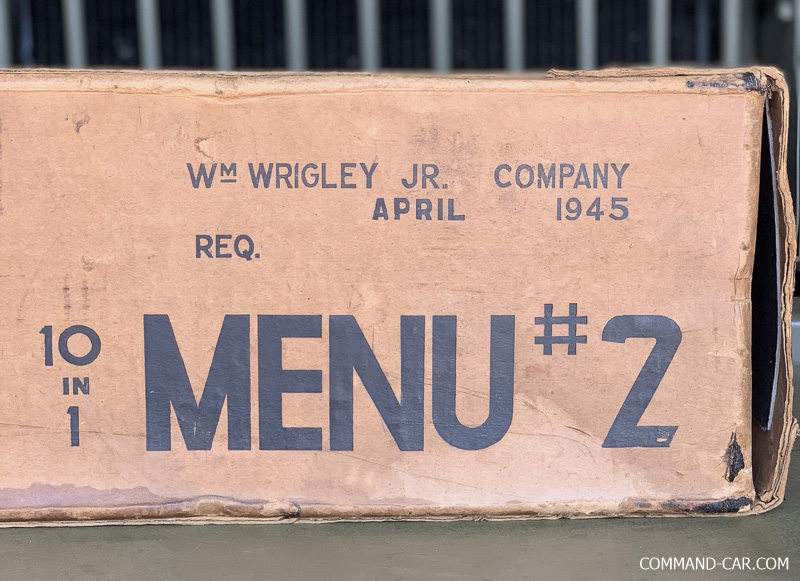 WM WRIGLEY JR. COMPANY
APRIL 1945
REQ.
10 IN 1
MENU #2
COMMAND-CAR.COM